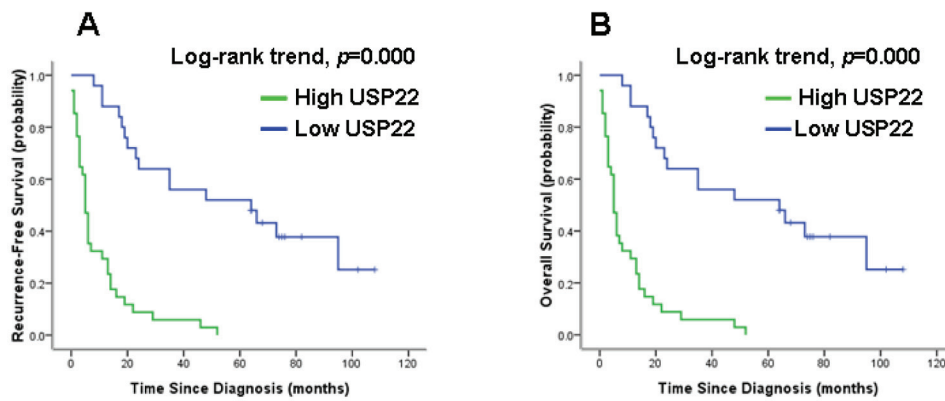 A
Log-rank trend, p=0.000
High USP22
Low USP22
Recurrence-Free Survival (probability)
1.0
0.8
0.6
0.4
0.2
0.0
0 20 40 60 80 100 120
Time Since Diagnosis (months)
B
Log-rank trend, p=0.000
High USP22
Low USP22
Overall Survival (probability)
1.0
0.8
0.6
0.4
0.2
0.0
0 20 40 60 80 100 120
Time Since Diagnosis (months)